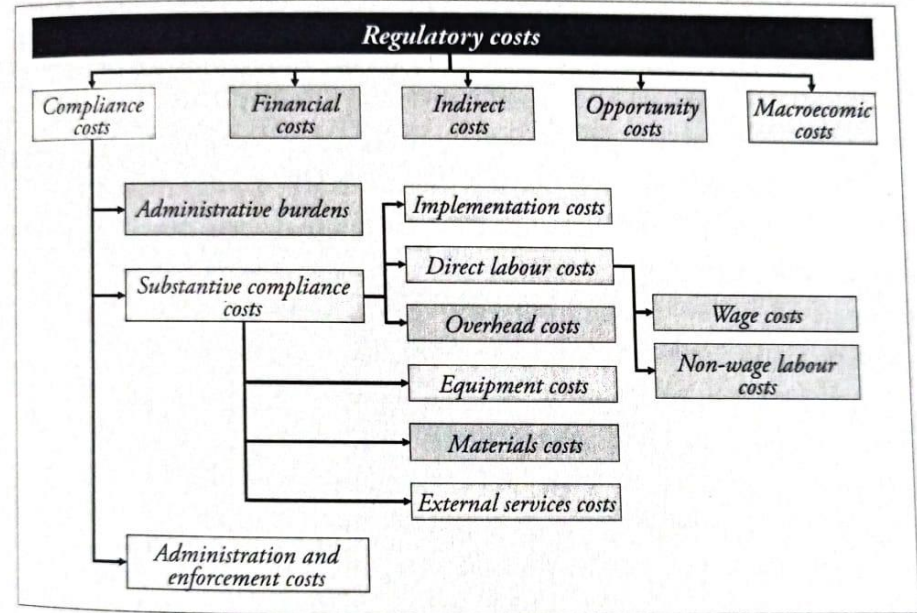 Regulatory costs
Compliance
costs
Financial
costs
Indirect
costs
Opportunity
costs
Macroecomic
costs
Administrative burdens
Substantive compliance
costs
Implementation costs
Direct labour costs
Overhead costs
Equipment costs
Materials costs
External services costs
Wage costs
Non-wage labour
costs
Administration and
enforcement costs